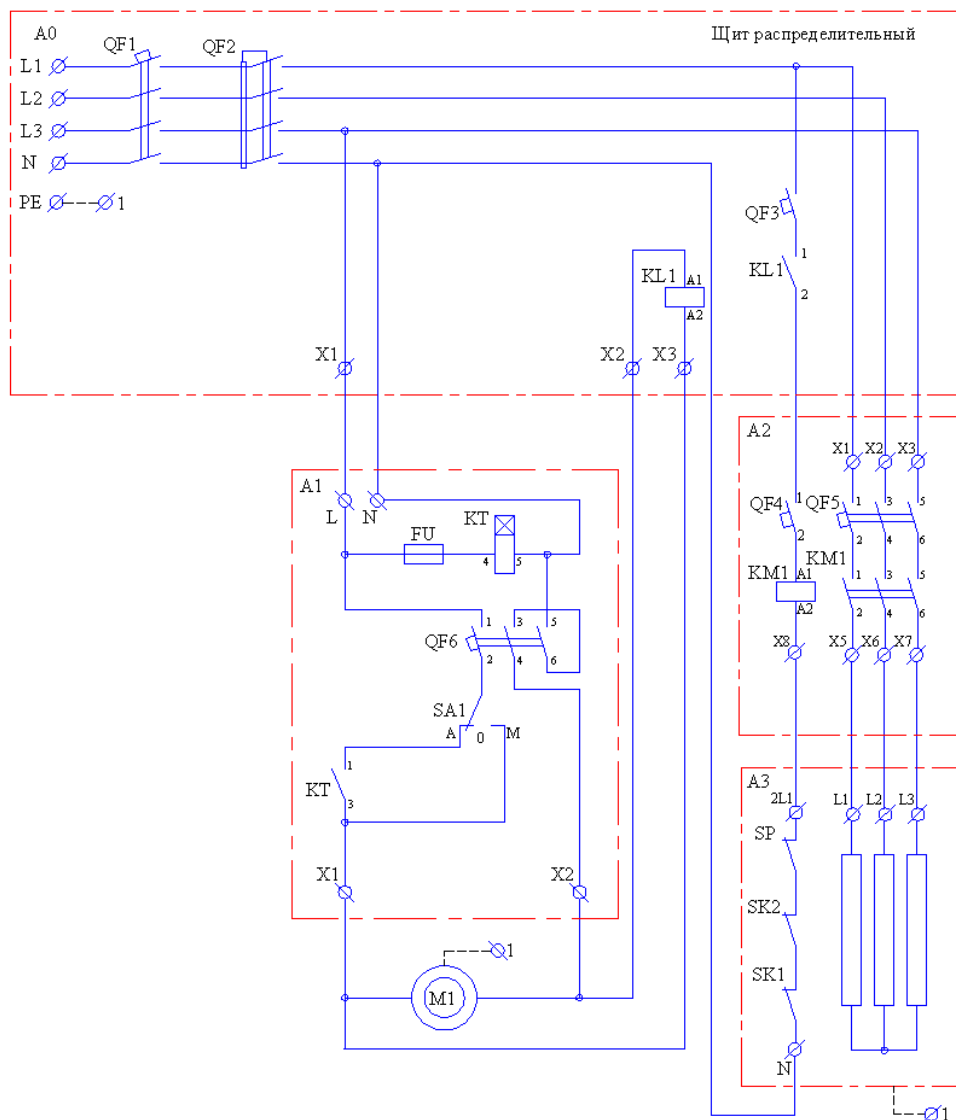 A0
QF1
QF2
Щит распределительный
L1
L2
L3
N
PE
1
QF3
KL1
1
2
KL1
A1
A2
X1
X2
X3
A2
X1
X2
X3
A1
L
N
KT
FU
4
5
QF4
1
2
QF5
1
3
5
2
4
6
KM1
A1
A2
KM1
1
3
5
2
4
6
QF6
1
3
5
2
4
6
X8
X5
X6
X7
SA1
A
0
M
KT
1
3
A3
2L1
L1
L2
L3
SP
X1
X2
SK2
1
SK1
M1
N
1